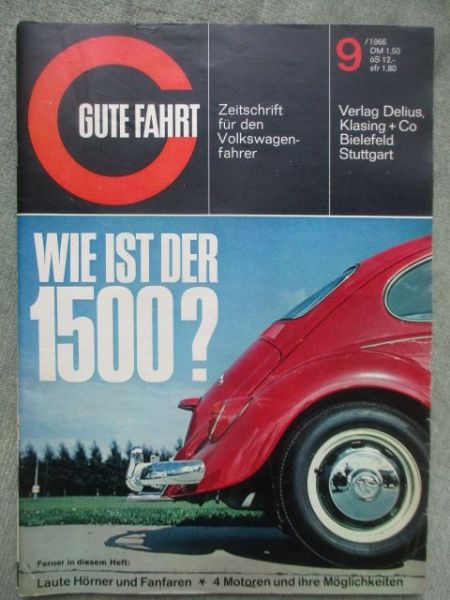 GUTE FAHRT
Zeitschrift
für den
Volkswagen-
fahrer
9 /1966
DM 1,50
öS 12,-
sfr 1,80
Verlag Delius,
Klasing + Co
Bielefeld
Stuttgart
WIE IST DER
1500?
Ferner in diesem Heft:
Laute Hörner und Fanfaren * 4 Motoren und ihre Möglichkeiten